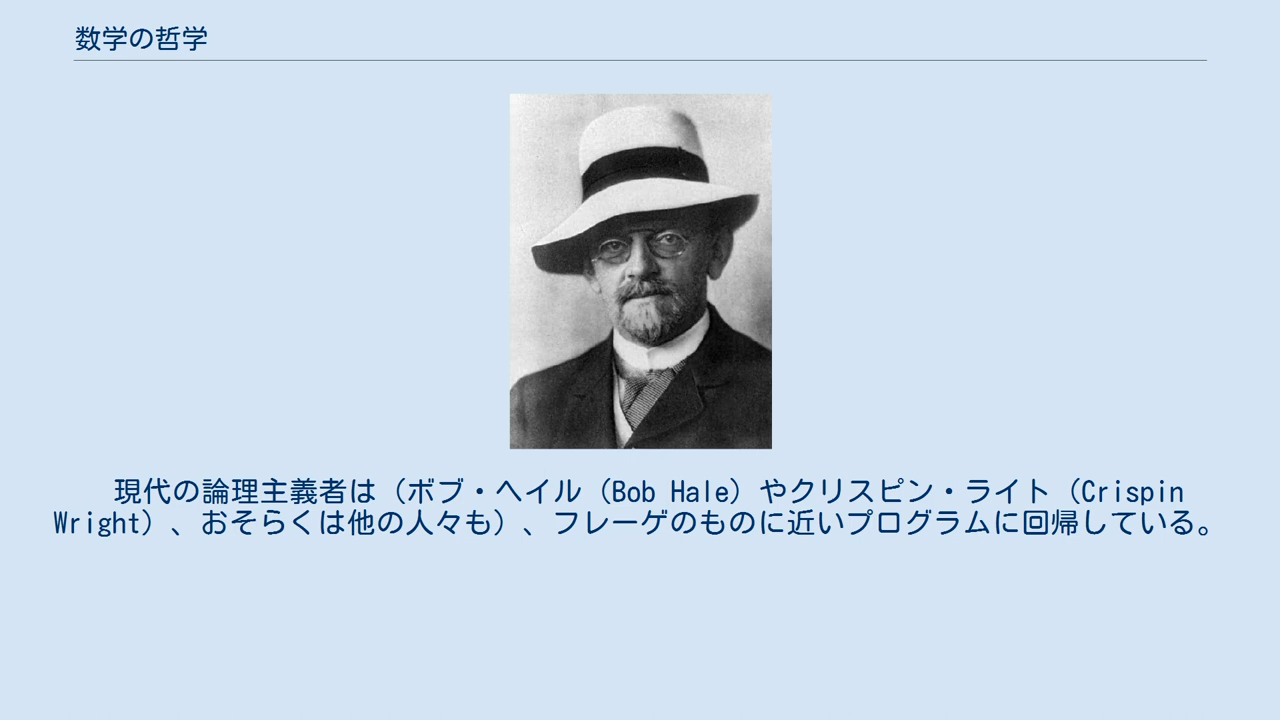 数学の哲学
現代の論理主義者は（ボブ・ヘイル（Bob Hale）やクリスピン・ライト（Crispin
Wright）、おそらくは他の人々も）、フレーゲのものに近いプログラムに回帰している。